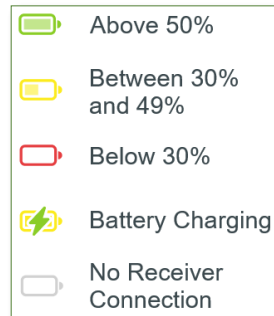 Above 50%
Between 30%
and 49%
Below 30%
Battery Charging
No Receiver
Connection